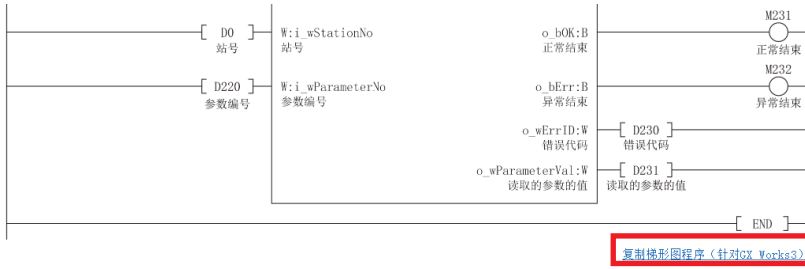 M231
D0 W:i_wStationNo o_bOK:B
站号 站号 正常结束 正常结束
M232
D220 W:i_wParameterNo o_bErr:B
参数编号 参数编号 异常结束 异常结束
o_wErrID:W D230
错误代码 错误代码
o_wParameterVal:W D231
读取的参数的值 读取的参数的值
END
复制梯形图程序（针对GX Works3）